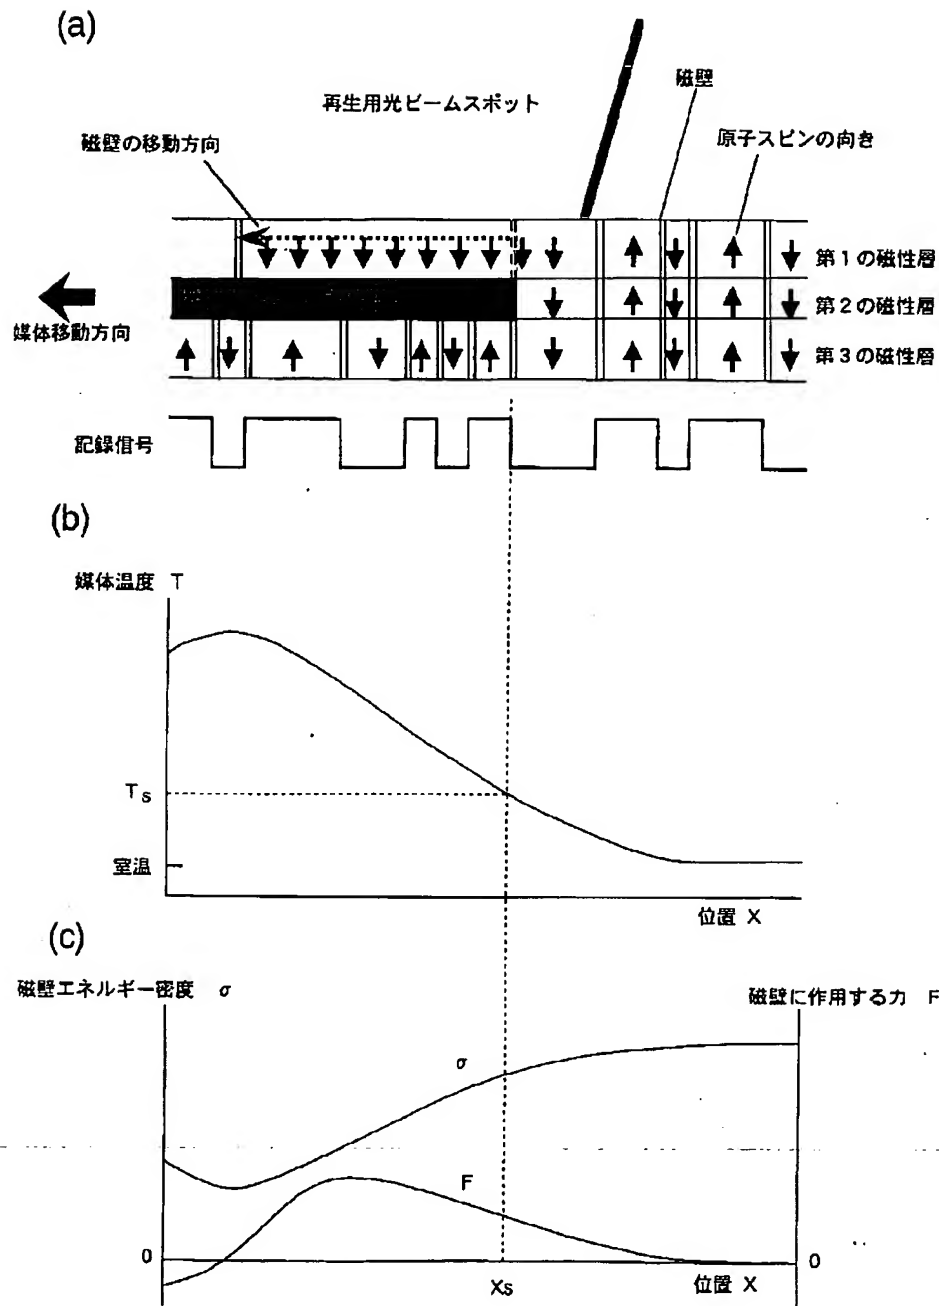 (a)
再生用光ビームスポット
磁壁
磁壁の移動方向
原子スピンの向き
第1の磁性層
第2の磁性層
媒体移動方向
第3の磁性層
記録信号
(b)
媒体温度 T
Ts
室温
位置 X
(c)
磁壁エネルギー密度 σ
磁壁に作用する力 F
σ
F
0
0
Xs
位置 X